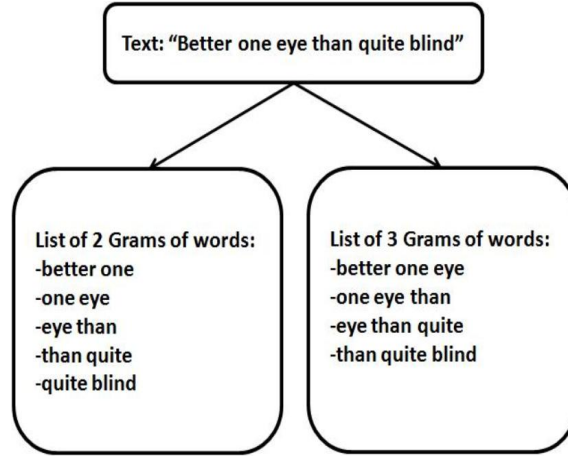 Text: “Better one eye than quite blind”
List of 2 Grams of words:
-better one
-one eye
-eye than
-than quite
-quite blind
List of 3 Grams of words:
-better one eye
-one eye than
-eye than quite
-than quite blind